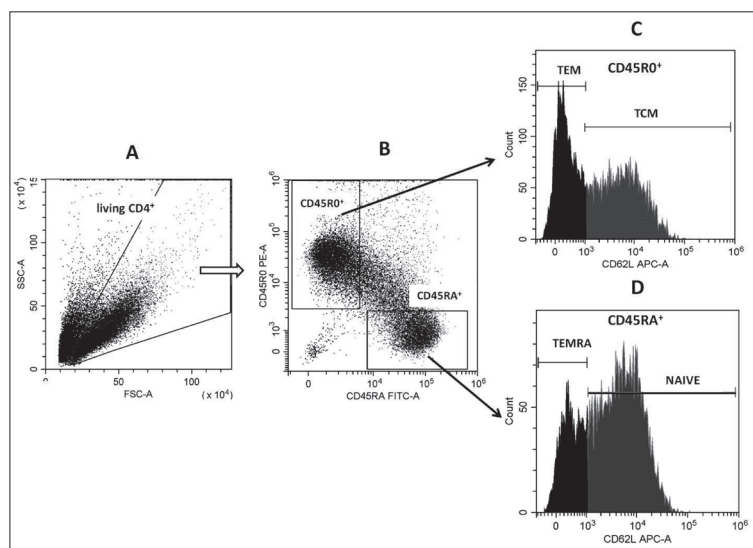 A
living CD4⁺
SSC-A
(x 10⁴)
15
150
100
50
0
50
100
FSC-A
(x 10⁴)
B
CD45R0⁺
CD45RA⁺
CD45R0 PE-A
10⁶
10⁵
10⁴
10³
0
0
10⁴
10⁵
10⁶
CD45RA FITC-A
C
TEM
CD45R0⁺
TCM
Count
150
100
50
0
0
10³
10⁴
10⁵
10⁶
CD62L APC-A
D
CD45RA⁺
TEMRA
NAIVE
Count
50
0
0
10³
10⁴
10⁵
10⁶
CD62L APC-A